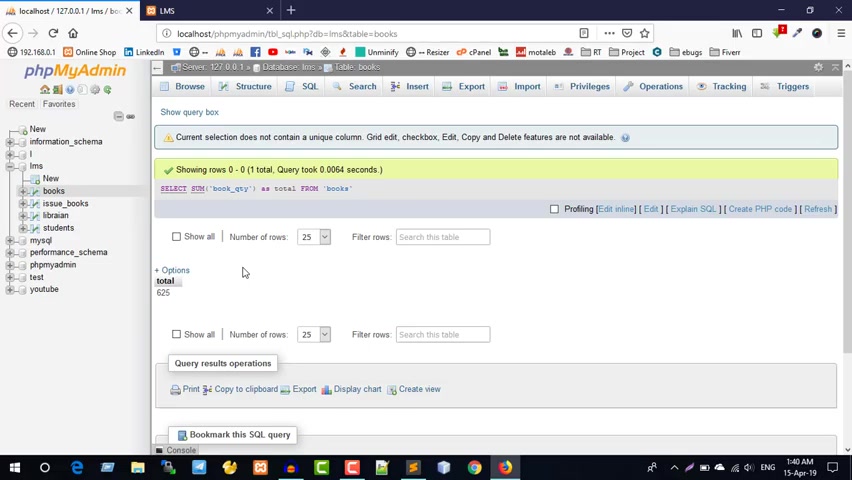 localhost / 127.0.0.1 / lms / book
LMS
localhost/phpmyadmin/tbl_sql.php?db=lms&table=books
192.168.0.1 Online Shop LinkedIn Unminify -- Resizer cPanel motaleb RTR Project ebugs Fiverr
phpMyAdmin
Recent Favorites
New
information_schema
l
lms
New
books
issue_books
libraian
students
mysql
performance_schema
phpmyadmin
test
youtube
Server: 127.0.0.1 » Database: lms » Table: books
Browse Structure SQL Search Insert Export Import Privileges Operations Tracking Triggers
Show query box
Current selection does not contain a unique column. Grid edit, checkbox, Edit, Copy and Delete features are not available.
Showing rows 0 - 0 (1 total, Query took 0.0064 seconds.)
SELECT SUM(`book_qty`) as total FROM `books`
Profiling [Edit inline] [ Edit ] [ Explain SQL ] [ Create PHP code ] [ Refresh ]
Show all Number of rows: 25 Filter rows: Search this table
+ Options
total
625
Show all Number of rows: 25 Filter rows: Search this table
Query results operations
Print Copy to clipboard Export Display chart Create view
Bookmark this SQL query
Console
ENG
1:40 AM
15-Apr-19